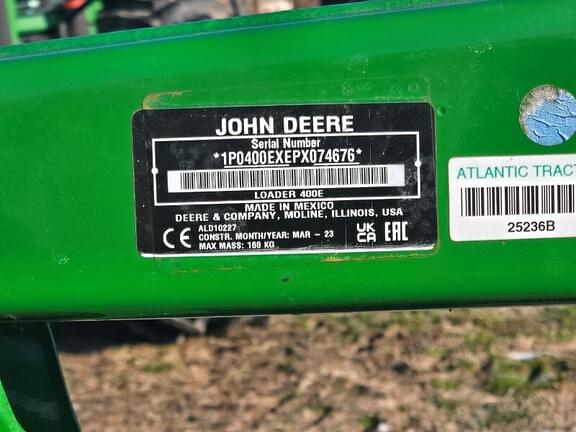 JOHN DEERE
Serial Number
*1P0400EXEPX074676*
LOADER 400E
MADE IN MEXICO
DEERE & COMPANY, MOLINE, ILLINOIS, USA
ALD10227
CONSTR. MONTH/YEAR: MAR - 23
MAX MASS: 160 KG
CE
UK
CA
EAC
ATLANTIC TRACT
25236B